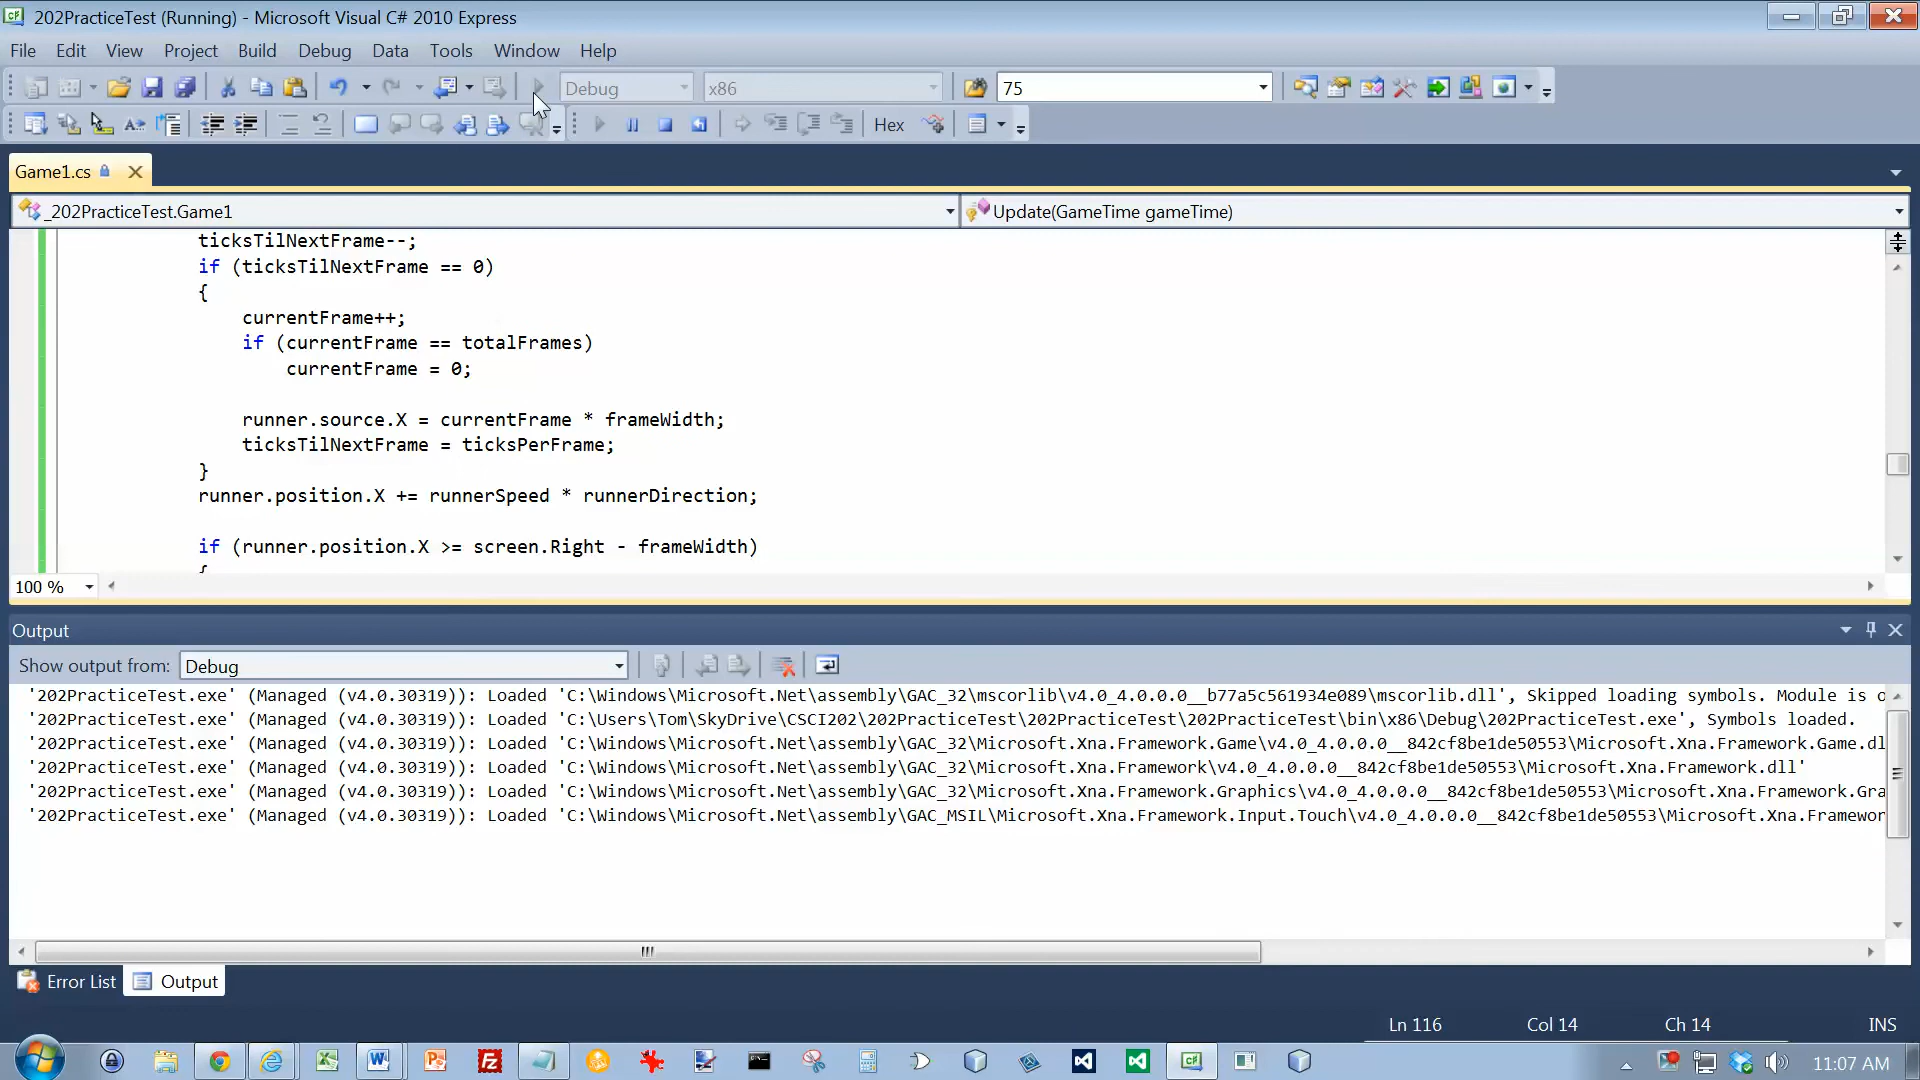 202PracticeTest (Running) - Microsoft Visual C# 2010 Express
File Edit View Project Build Debug Data Tools Window Help
Debug x86 75
Hex
Game1.cs
_202PracticeTest.Game1 Update(GameTime gameTime)
ticksTilNextFrame--;
if (ticksTilNextFrame == 0)
{
currentFrame++;
if (currentFrame == totalFrames)
currentFrame = 0;
runner.source.X = currentFrame * frameWidth;
ticksTilNextFrame = ticksPerFrame;
}
runner.position.X += runnerSpeed * runnerDirection;
if (runner.position.X >= screen.Right - frameWidth)
{
100 %
Output
Show output from: Debug
'202PracticeTest.exe' (Managed (v4.0.30319)): Loaded 'C:\Windows\Microsoft.Net\assembly\GAC_32\mscorlib\v4.0_4.0.0.0__b77a5c561934e089\mscorlib.dll', Skipped loading symbols. Module is o
'202PracticeTest.exe' (Managed (v4.0.30319)): Loaded 'C:\Users\Tom\SkyDrive\CSCI202\202PracticeTest\202PracticeTest\202PracticeTest\bin\x86\Debug\202PracticeTest.exe', Symbols loaded.
'202PracticeTest.exe' (Managed (v4.0.30319)): Loaded 'C:\Windows\Microsoft.Net\assembly\GAC_32\Microsoft.Xna.Framework.Game\v4.0_4.0.0.0__842cf8be1de50553\Microsoft.Xna.Framework.Game.dl
'202PracticeTest.exe' (Managed (v4.0.30319)): Loaded 'C:\Windows\Microsoft.Net\assembly\GAC_32\Microsoft.Xna.Framework\v4.0_4.0.0.0__842cf8be1de50553\Microsoft.Xna.Framework.dll'
'202PracticeTest.exe' (Managed (v4.0.30319)): Loaded 'C:\Windows\Microsoft.Net\assembly\GAC_32\Microsoft.Xna.Framework.Graphics\v4.0_4.0.0.0__842cf8be1de50553\Microsoft.Xna.Framework.Gra
'202PracticeTest.exe' (Managed (v4.0.30319)): Loaded 'C:\Windows\Microsoft.Net\assembly\GAC_MSIL\Microsoft.Xna.Framework.Input.Touch\v4.0_4.0.0.0__842cf8be1de50553\Microsoft.Xna.Framewor
Error List Output
Ln 116 Col 14 Ch 14 INS
11:07 AM